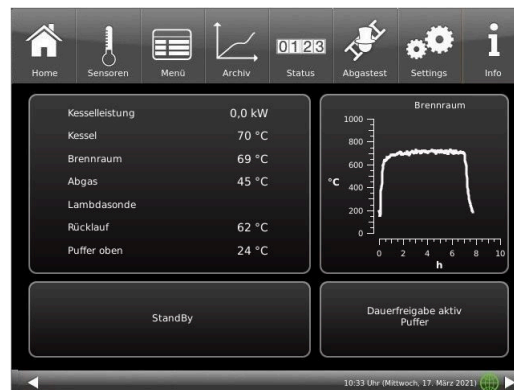 Home Sensoren Menü Archiv 0123 Status Abgastest Settings Info
Kesselleistung 0,0 kW
Kessel 70 °C
Brennraum 69 °C
Abgas 45 °C
Lambdasonde
Rücklauf 62 °C
Puffer oben 24 °C
Brennraum
1000
800
600
°C
400
200
0
0 2 4 6 8 10
h
StandBy
Dauerfreigabe aktiv
Puffer
10:33 Uhr (Mittwoch, 17. März 2021)